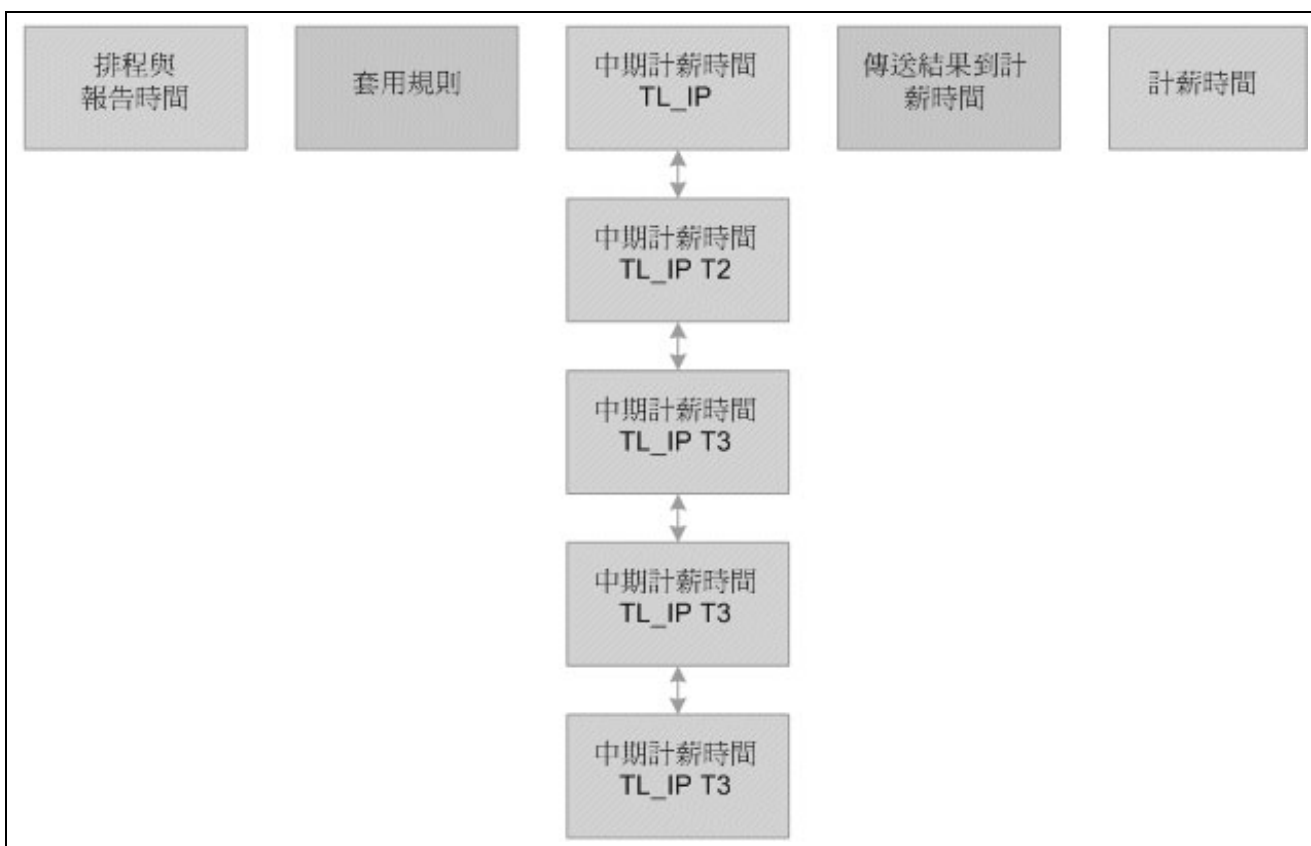 排程與
報告時間
套用規則
中期計薪時間
TL_IP
傳送結果到計
薪時間
計薪時間
中期計薪時間
TL_IP T2
中期計薪時間
TL_IP T3
中期計薪時間
TL_IP T3
中期計薪時間
TL_IP T3